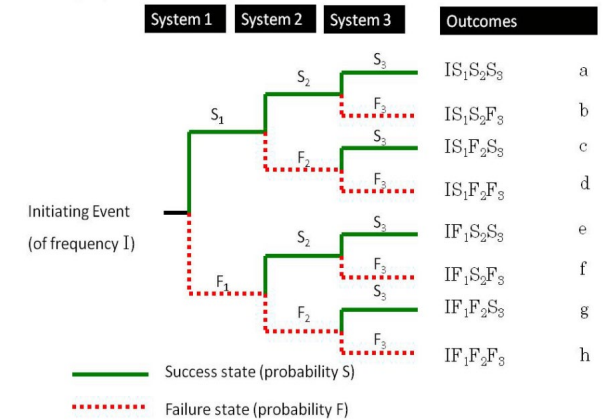 System 1 System 2 System 3 Outcomes
S₃
S₂ IS₁S₂S₃ a
F₃
S₁ IS₁S₂F₃ b
S₃
F₂ IS₁F₂S₃ c
F₃
IS₁F₂F₃ d
Initiating Event
(of frequency I)
S₃
S₂ IF₁S₂S₃ e
F₃
F₁ IF₁S₂F₃ f
S₃
F₂ IF₁F₂S₃ g
F₃
IF₁F₂F₃ h
Success state (probability S)
Failure state (probability F)